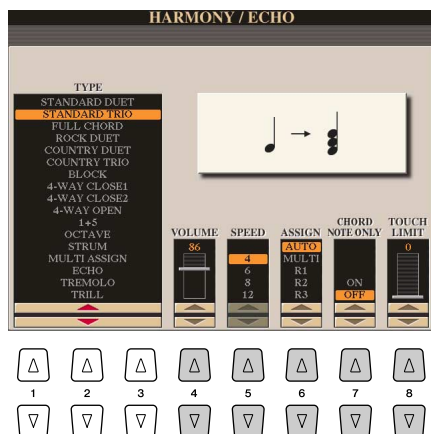 HARMONY / ECHO
TYPE
STANDARD DUET
STANDARD TRIO
FULL CHORD
ROCK DUET
COUNTRY DUET
COUNTRY TRIO
BLOCK
4-WAY CLOSE1
4-WAY CLOSE2
4-WAY OPEN
1+5
OCTAVE
STRUM
MULTI ASSIGN
ECHO
TREMOLO
TRILL
VOLUME
86
SPEED
4
6
8
12
ASSIGN
AUTO
MULTI
R1
R2
R3
CHORD
NOTE ONLY
ON
OFF
TOUCH
LIMIT
0
1 2 3 4 5 6 7 8